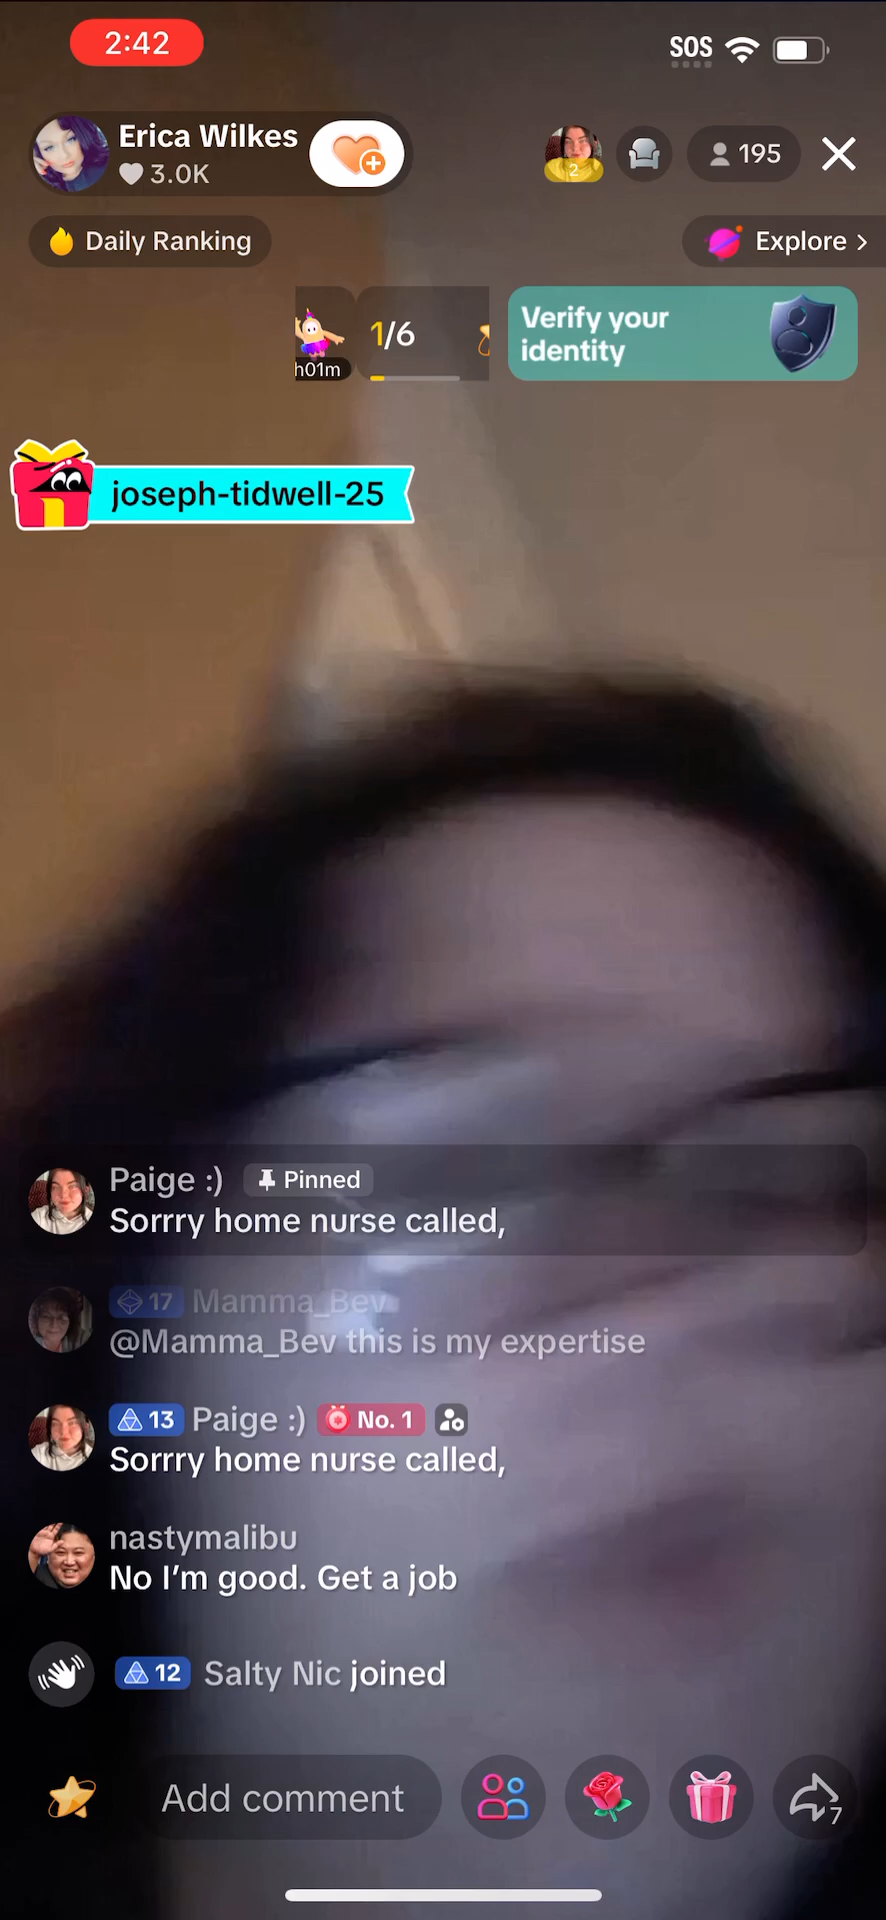 2:42
SOS
Erica Wilkes
3.0K
2
195
Daily Ranking
Explore >
h01m
1/6
Verify your
identity
joseph-tidwell-25
Paige :) Pinned
Sorrry home nurse called,
17 Mamma_Bev
@Mamma_Bev this is my expertise
13 Paige :) No. 1
Sorrry home nurse called,
nastymalibu
No I'm good. Get a job
12 Salty Nic joined
Add comment
7